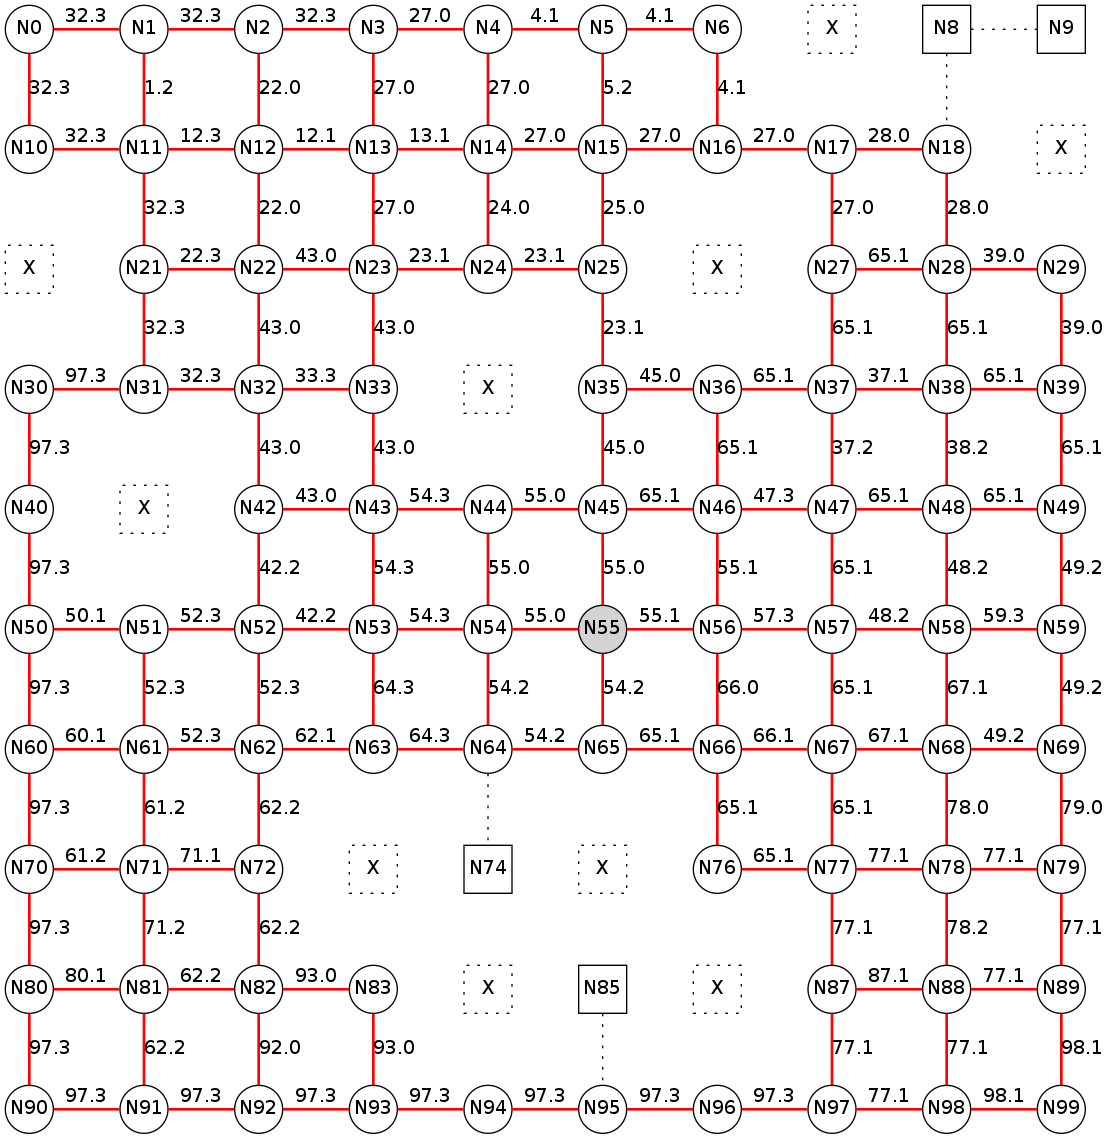 32.3 32.3 32.3 27.0 4.1 4.1
N0 N1 N2 N3 N4 N5 N6 X N8 N9
32.3 1.2 22.0 27.0 27.0 5.2 4.1
32.3 12.3 12.1 13.1 27.0 27.0 27.0 28.0
N10 N11 N12 N13 N14 N15 N16 N17 N18 X
32.3 22.0 27.0 24.0 25.0 27.0 28.0
22.3 43.0 23.1 23.1 65.1 39.0
X N21 N22 N23 N24 N25 X N27 N28 N29
32.3 43.0 43.0 23.1 65.1 65.1 39.0
97.3 32.3 33.3 45.0 65.1 37.1 65.1
N30 N31 N32 N33 X N35 N36 N37 N38 N39
97.3 43.0 43.0 45.0 65.1 37.2 38.2 65.1
43.0 54.3 55.0 65.1 47.3 65.1 65.1
N40 X N42 N43 N44 N45 N46 N47 N48 N49
97.3 42.2 54.3 55.0 55.0 55.1 65.1 48.2 49.2
50.1 52.3 42.2 54.3 55.0 55.1 57.3 48.2 59.3
N50 N51 N52 N53 N54 N55 N56 N57 N58 N59
97.3 52.3 52.3 64.3 54.2 54.2 66.0 65.1 67.1 49.2
60.1 52.3 62.1 64.3 54.2 65.1 66.1 67.1 49.2
N60 N61 N62 N63 N64 N65 N66 N67 N68 N69
97.3 61.2 62.2 65.1 65.1 78.0 79.0
61.2 71.1 65.1 77.1 77.1
N70 N71 N72 X N74 X N76 N77 N78 N79
97.3 71.2 62.2 77.1 78.2 77.1
80.1 62.2 93.0 87.1 77.1
N80 N81 N82 N83 X N85 X N87 N88 N89
97.3 62.2 92.0 93.0 77.1 77.1 98.1
97.3 97.3 97.3 97.3 97.3 97.3 97.3 77.1 98.1
N90 N91 N92 N93 N94 N95 N96 N97 N98 N99